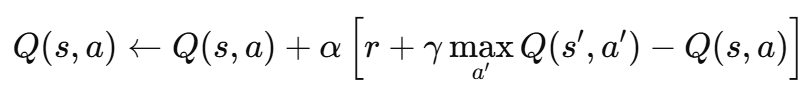 Q(s, a) ← Q(s, a) + α [r + γ max_{a′} Q(s′, a′) − Q(s, a)]